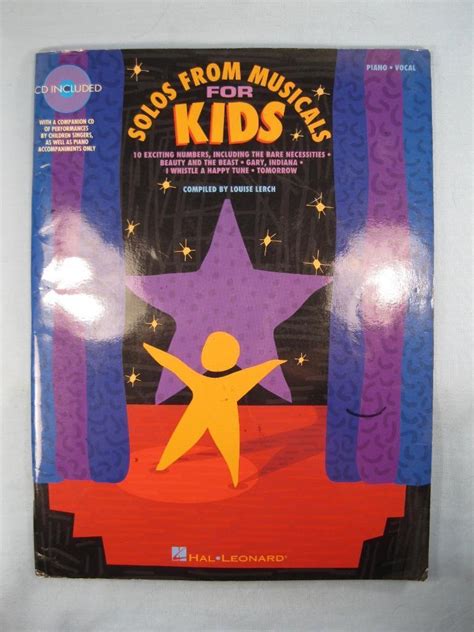 CD INCLUDED
WITH A COMPANION CD
OF PERFORMANCES
BY CHILDREN SINGERS,
AS WELL AS PIANO
ACCOMPANIMENTS ONLY
PIANO • VOCAL
SOLOS FROM MUSICALS
FOR
KIDS
10 EXCITING NUMBERS, INCLUDING THE BARE NECESSITIES •
BEAUTY AND THE BEAST • GARY, INDIANA •
I WHISTLE A HAPPY TUNE • TOMORROW
COMPILED BY LOUISE LERCH
HAL•LEONARD®